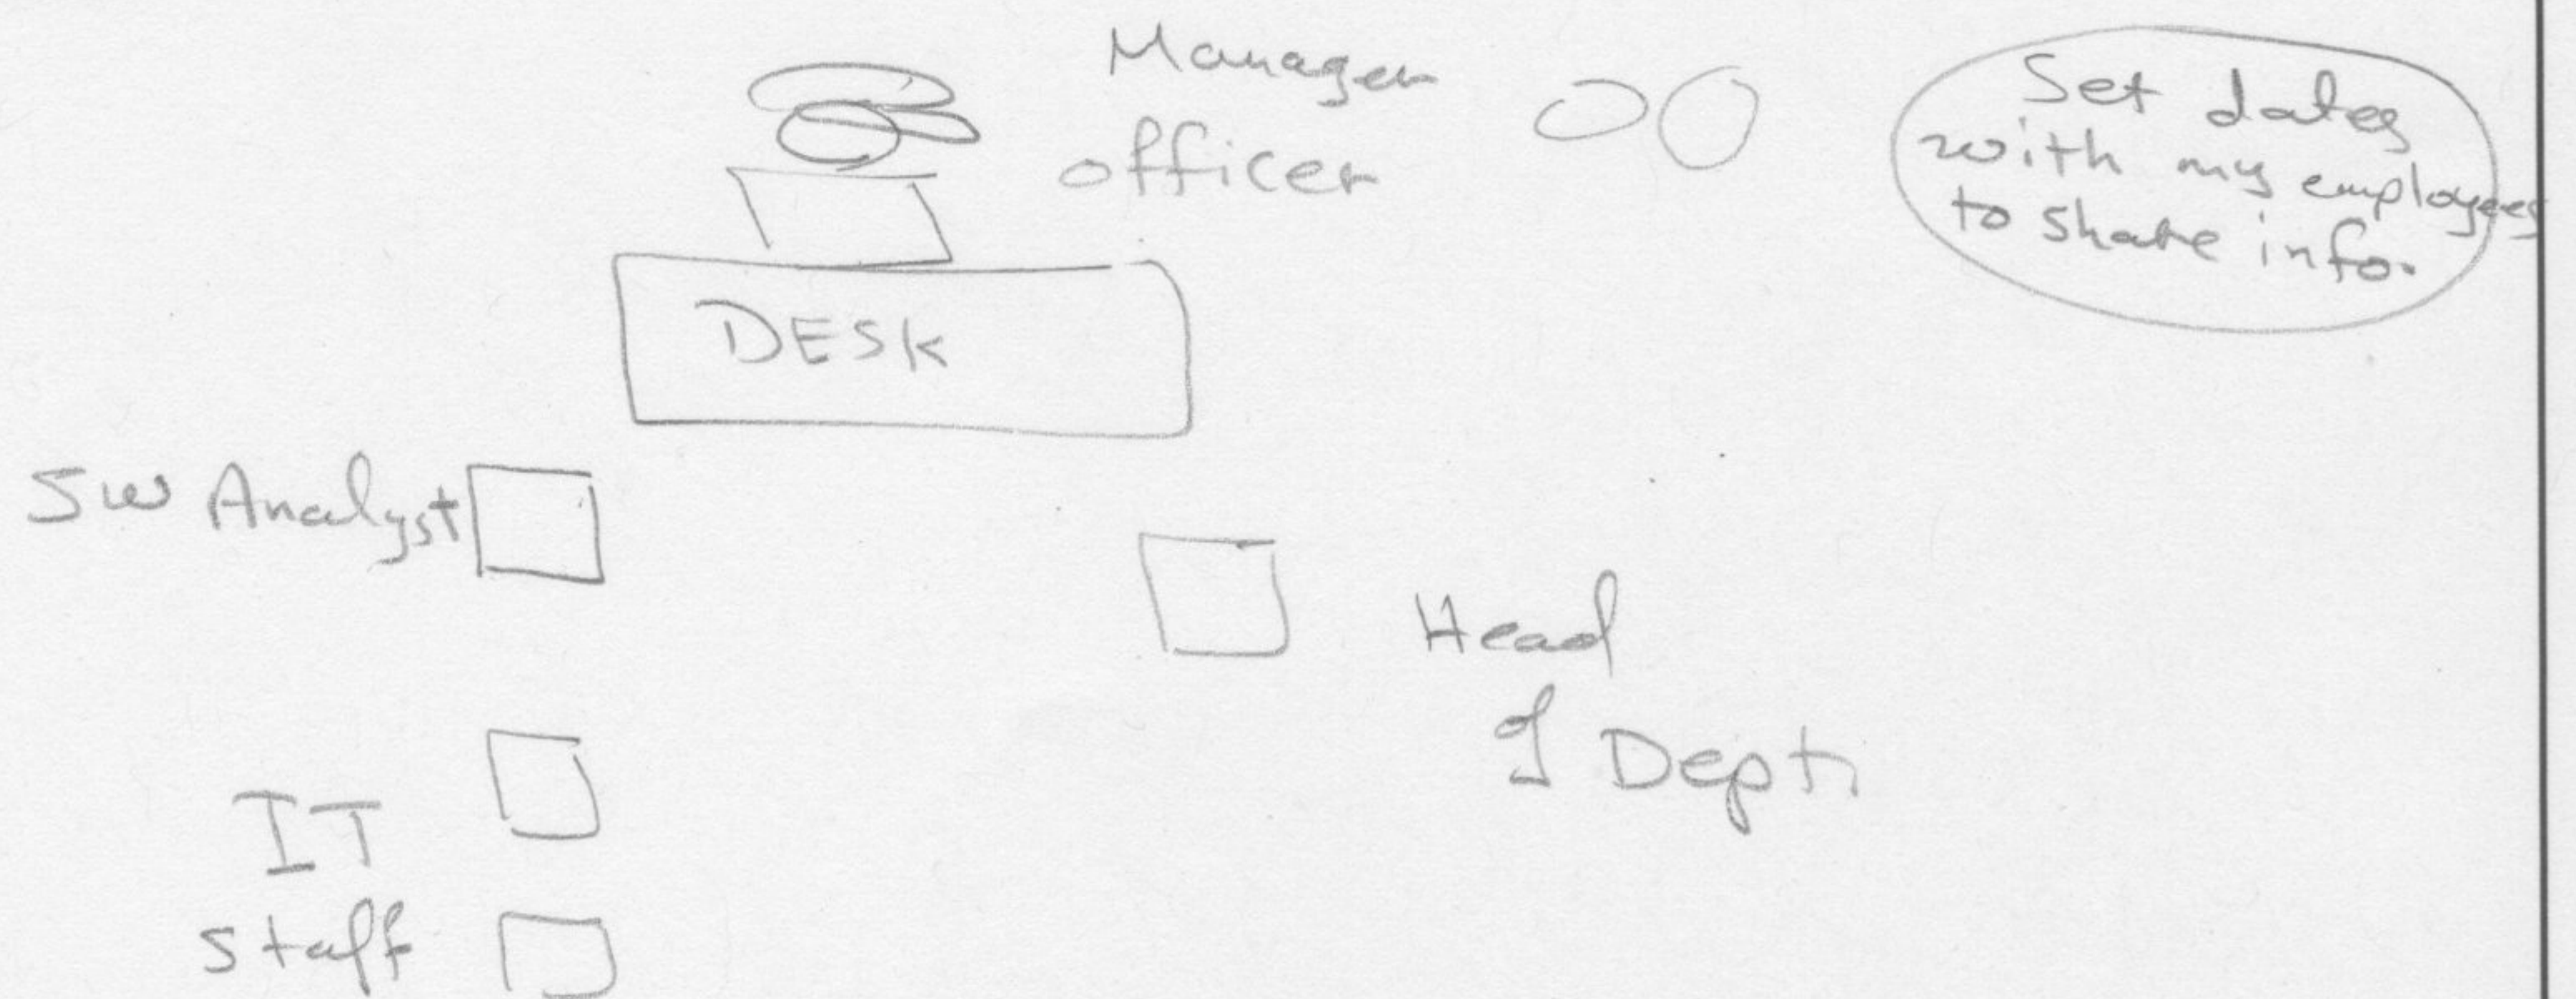 Manager
officer
Set dates
with my employees
to share info.
DESK
SW Analyst
Head
of Dept.
IT
Staff